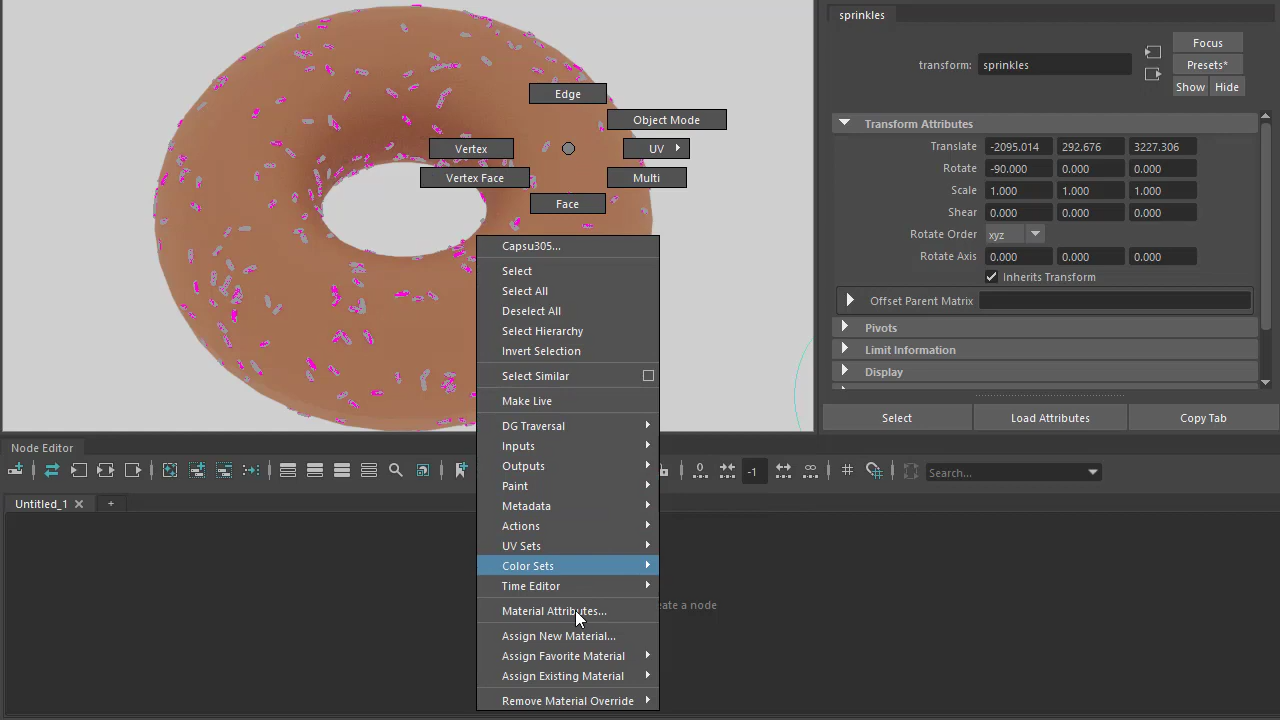 sprinkles
Focus
transform:
sprinkles
Presets*
Show
Hide
Transform Attributes
Translate
-2095.014
292.676
3227.306
Rotate
-90.000
0.000
0.000
Scale
1.000
1.000
1.000
Shear
0.000
0.000
0.000
Rotate Order
xyz
Rotate Axis
0.000
0.000
0.000
Inherits Transform
Offset Parent Matrix
Pivots
Limit Information
Display
Select
Load Attributes
Copy Tab
Edge
Object Mode
Vertex
UV
Vertex Face
Multi
Face
Capsu305...
Select
Select All
Deselect All
Select Hierarchy
Invert Selection
Select Similar
Make Live
DG Traversal
Inputs
Outputs
Paint
Metadata
Actions
UV Sets
Color Sets
Time Editor
Material Attributes...
Assign New Material...
Assign Favorite Material
Assign Existing Material
Remove Material Override
Node Editor
0
-1
∞
Search...
Untitled_1
+
eate a node